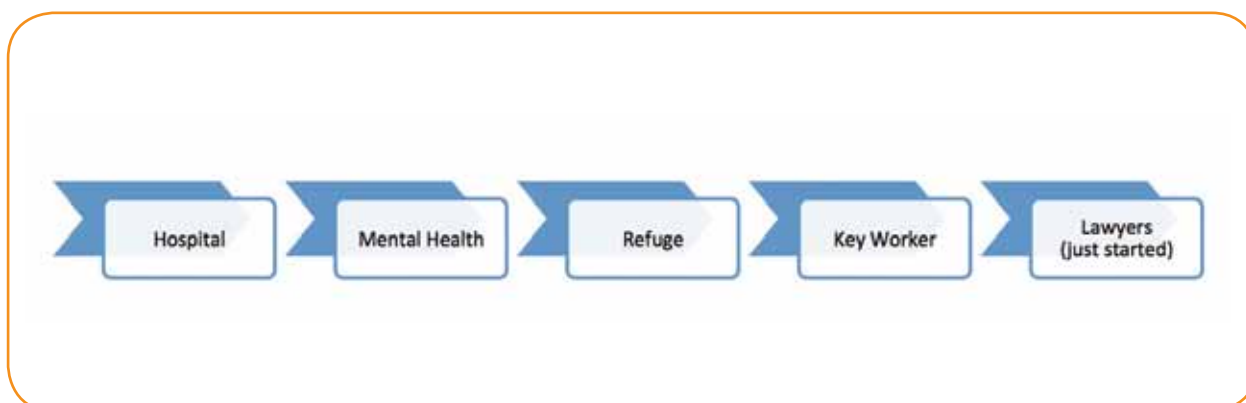 Hospital
Mental Health
Refuge
Key Worker
Lawyers
(just started)